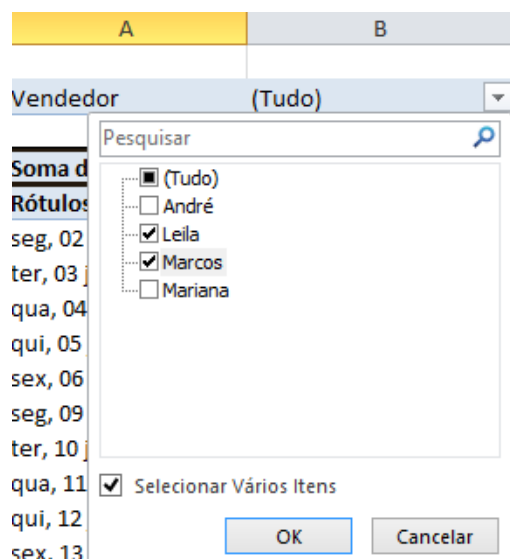 A B
Vendedor (Tudo)
Pesquisar
Soma d
(Tudo)
Rótulos
André
seg, 02
Leila
Marcos
ter, 03 j
Mariana
qua, 04
qui, 05
sex, 06
seg, 09
ter, 10 j
qua, 11
Selecionar Vários Itens
qui, 12
OK Cancelar
sex, 13